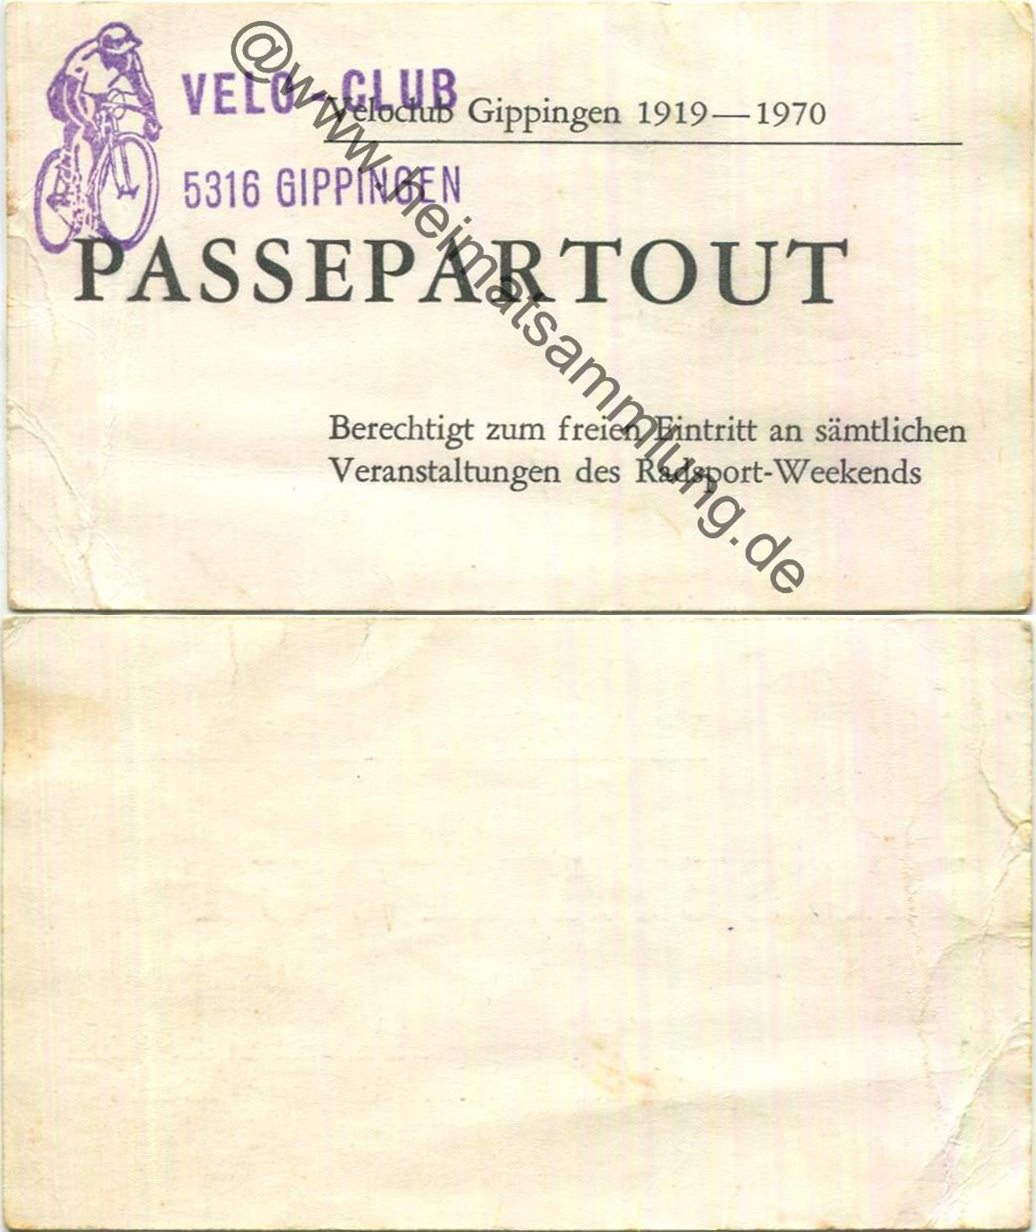 VELO-CLUB
Veloclub Gippingen 1919—1970
5316 GIPPINGEN
PASSEPARTOUT
Berechtigt zum freien Eintritt an sämtlichen
Veranstaltungen des Radsport-Weekends
@www.heimatsammlung.de